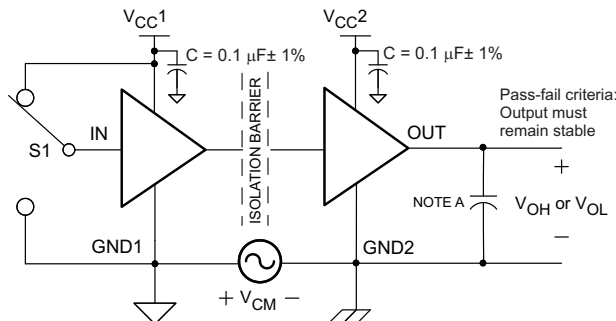 VCC1
VCC2
C = 0.1 μF± 1%
C = 0.1 μF± 1%
Pass-fail criteria:
Output must
remain stable
IN
OUT
S1
ISOLATION BARRIER
+
NOTE A
VOH or VOL
–
GND1
GND2
+ VCM –